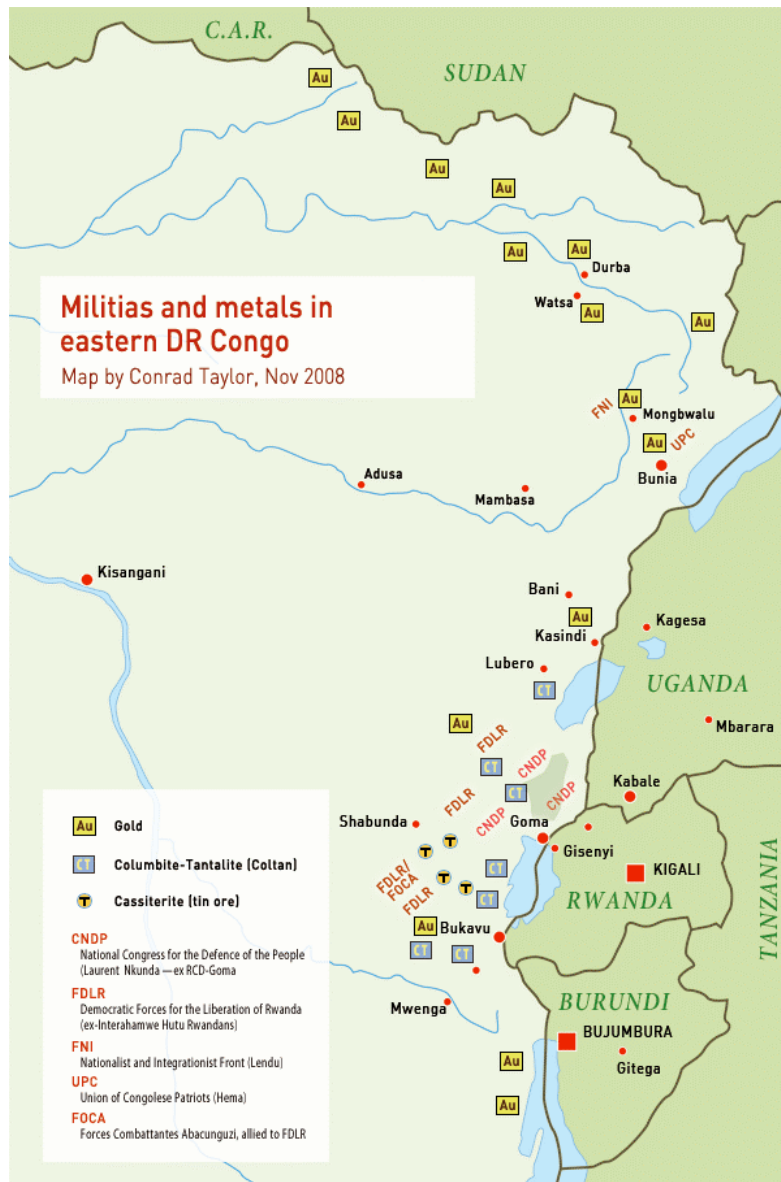 C.A.R.
SUDAN
Au
Au
Au
Au
Au
Au
Durba
Watsa
Au
Au
Militias and metals in
eastern DR Congo
Map by Conrad Taylor, Nov 2008
FNI
Au
Mongbwalu
Au
UPC
Bunia
Adusa
Mambasa
Kisangani
Bani
Au
Kasindi
Kagesa
Lubero
CT
UGANDA
Mbarara
Au
FDLR
CT
CNDP
CNDP
Kabale
FDLR
CT
CNDP
Shabunda
Goma
Gisenyi
T
T
T
T
FDLR/
FOCA
FDLR
CT
CT
KIGALI
RWANDA
TANZANIA
Au
Bukavu
CT
CT
Mwenga
BURUNDI
BUJUMBURA
Gitega
Au
Au
Au Gold
CT Columbite-Tantalite (Coltan)
T Cassiterite (tin ore)
CNDP
National Congress for the Defence of the People
(Laurent Nkunda — ex RCD-Goma
FDLR
Democratic Forces for the Liberation of Rwanda
(ex-Interahamwe Hutu Rwandans)
FNI
Nationalist and Integrationist Front (Lendu)
UPC
Union of Congolese Patriots (Hema)
FOCA
Forces Combattantes Abacunguzi, allied to FDLR